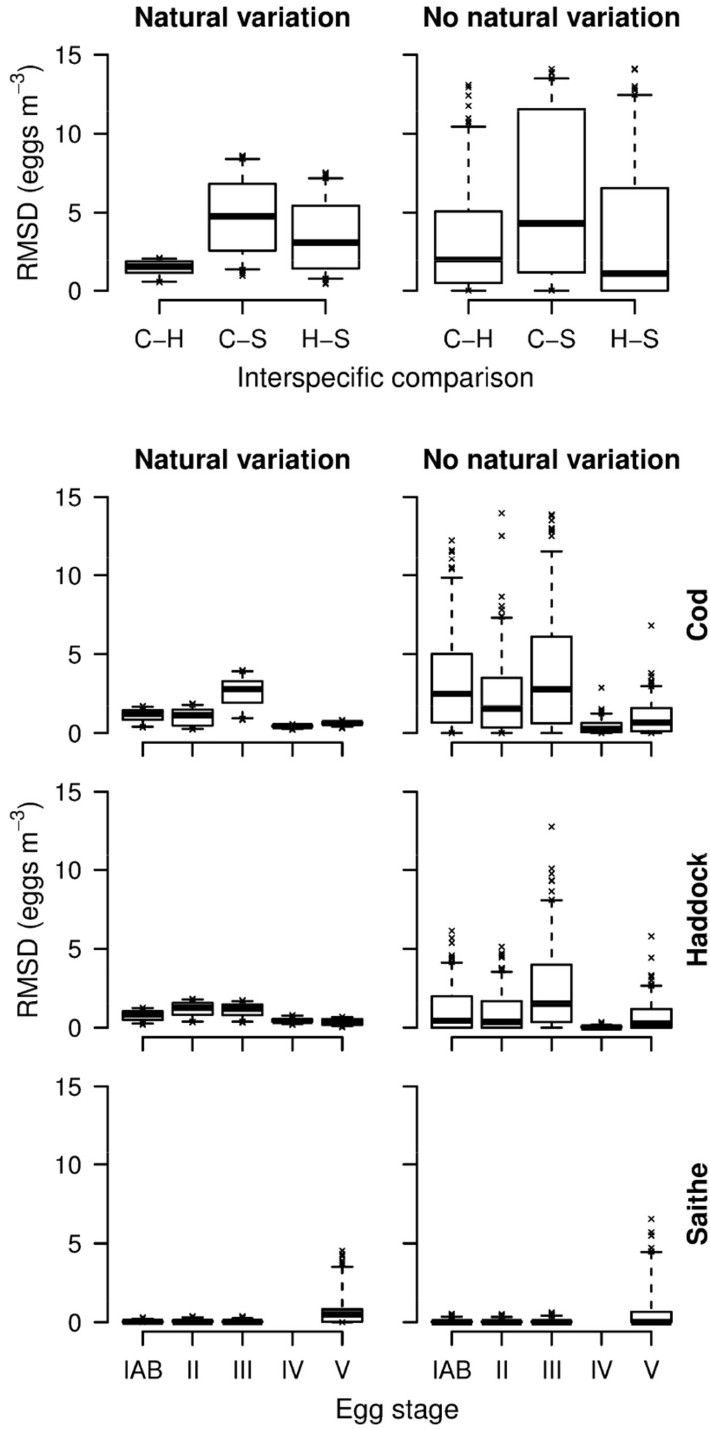 Natural variation No natural variation
RMSD (eggs m−3)
15
10
5
0
C−H C−S H−S C−H C−S H−S
Interspecific comparison
Natural variation No natural variation
15
10
5
0
Cod
RMSD (eggs m−3)
15
10
5
0
Haddock
15
10
5
0
Saithe
IAB II III IV V IAB II III IV V
Egg stage